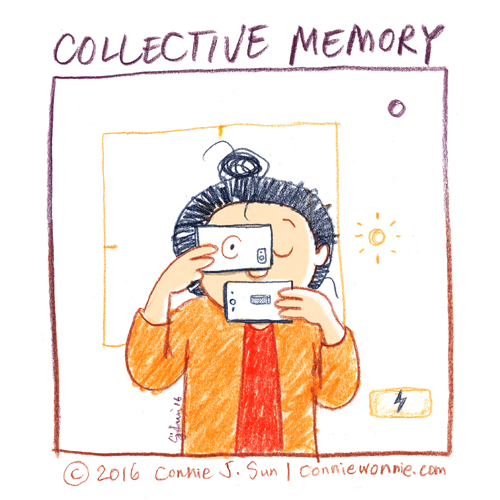 COLLECTIVE MEMORY
© 2016 Connie J. Sun | conniewonnie.com